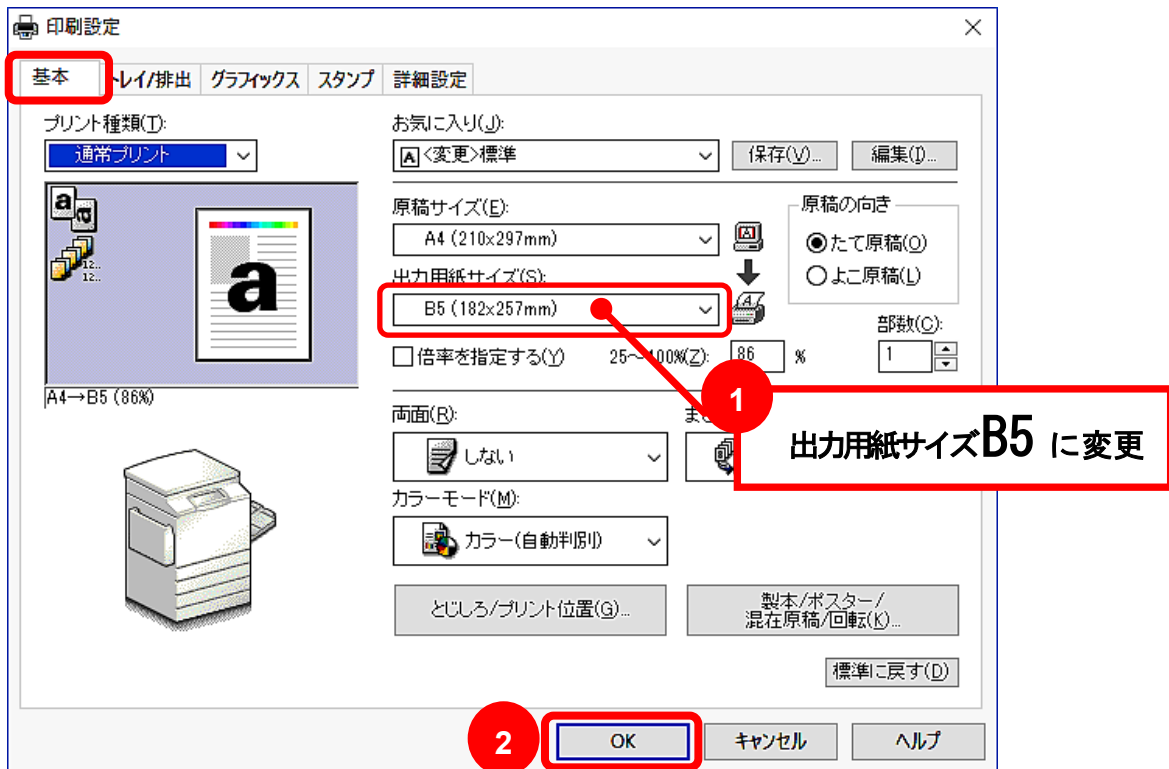 印刷設定
基本 トレイ/排出 グラフィックス スタンプ 詳細設定
プリント種類(T):
通常プリント
お気に入り(J):
<変更>標準
保存(V)...
編集(I)...
原稿サイズ(E):
A4 (210x297mm)
原稿の向き
たて原稿(O)
よこ原稿(L)
出力用紙サイズ(S):
B5 (182x257mm)
部数(C):
1
倍率を指定する(Y) 25~400%(Z): 86 %
12..
12..
A4→B5 (86%)
1
出力用紙サイズB5 に変更
両面(R):
しない
カラーモード(M):
カラー(自動判別)
とじしろ/プリント位置(G)...
製本/ポスター/
混在原稿/回転(K)...
標準に戻す(D)
2
OK
キャンセル
ヘルプ